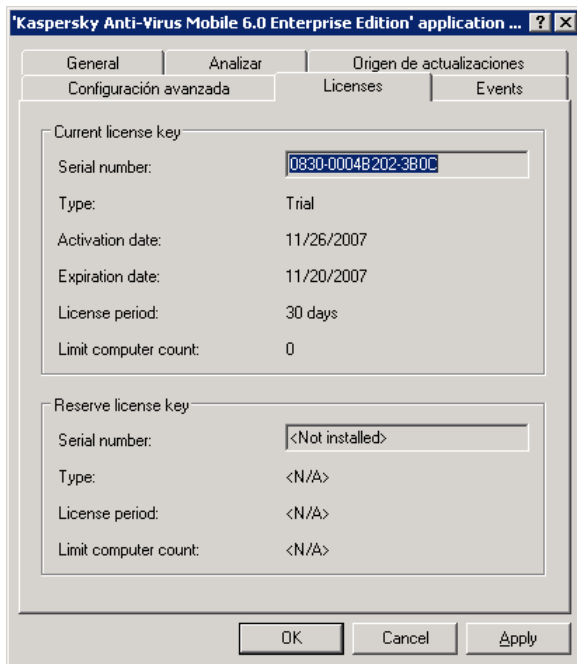 'Kaspersky Anti-Virus Mobile 6.0 Enterprise Edition' application ...
General Analizar Origen de actualizaciones
Configuración avanzada Licenses Events
Current license key
Serial number: 0830-0004B202-3B0C
Type: Trial
Activation date: 11/26/2007
Expiration date: 11/20/2007
License period: 30 days
Limit computer count: 0
Reserve license key
Serial number: <Not installed>
Type: <N/A>
License period: <N/A>
Limit computer count: <N/A>
OK Cancel Apply